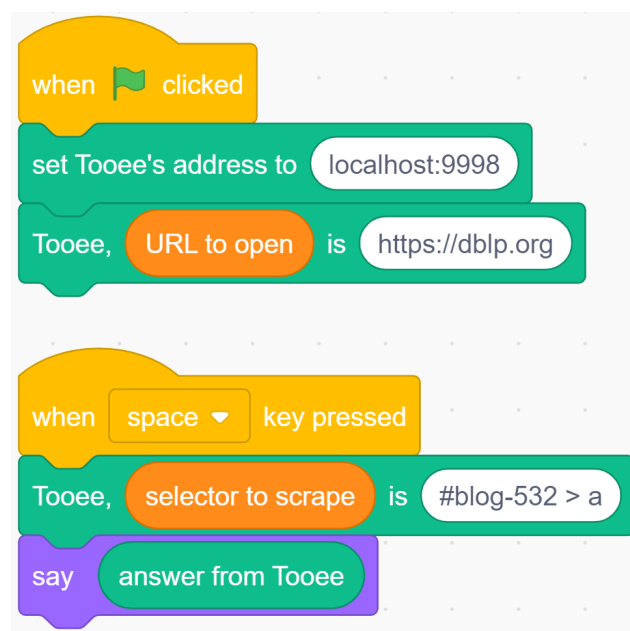 when clicked
set Tooee's address to localhost:9998
Tooee, URL to open is https://dblp.org
when space key pressed
Tooee, selector to scrape is #blog-532 > a
say answer from Tooee